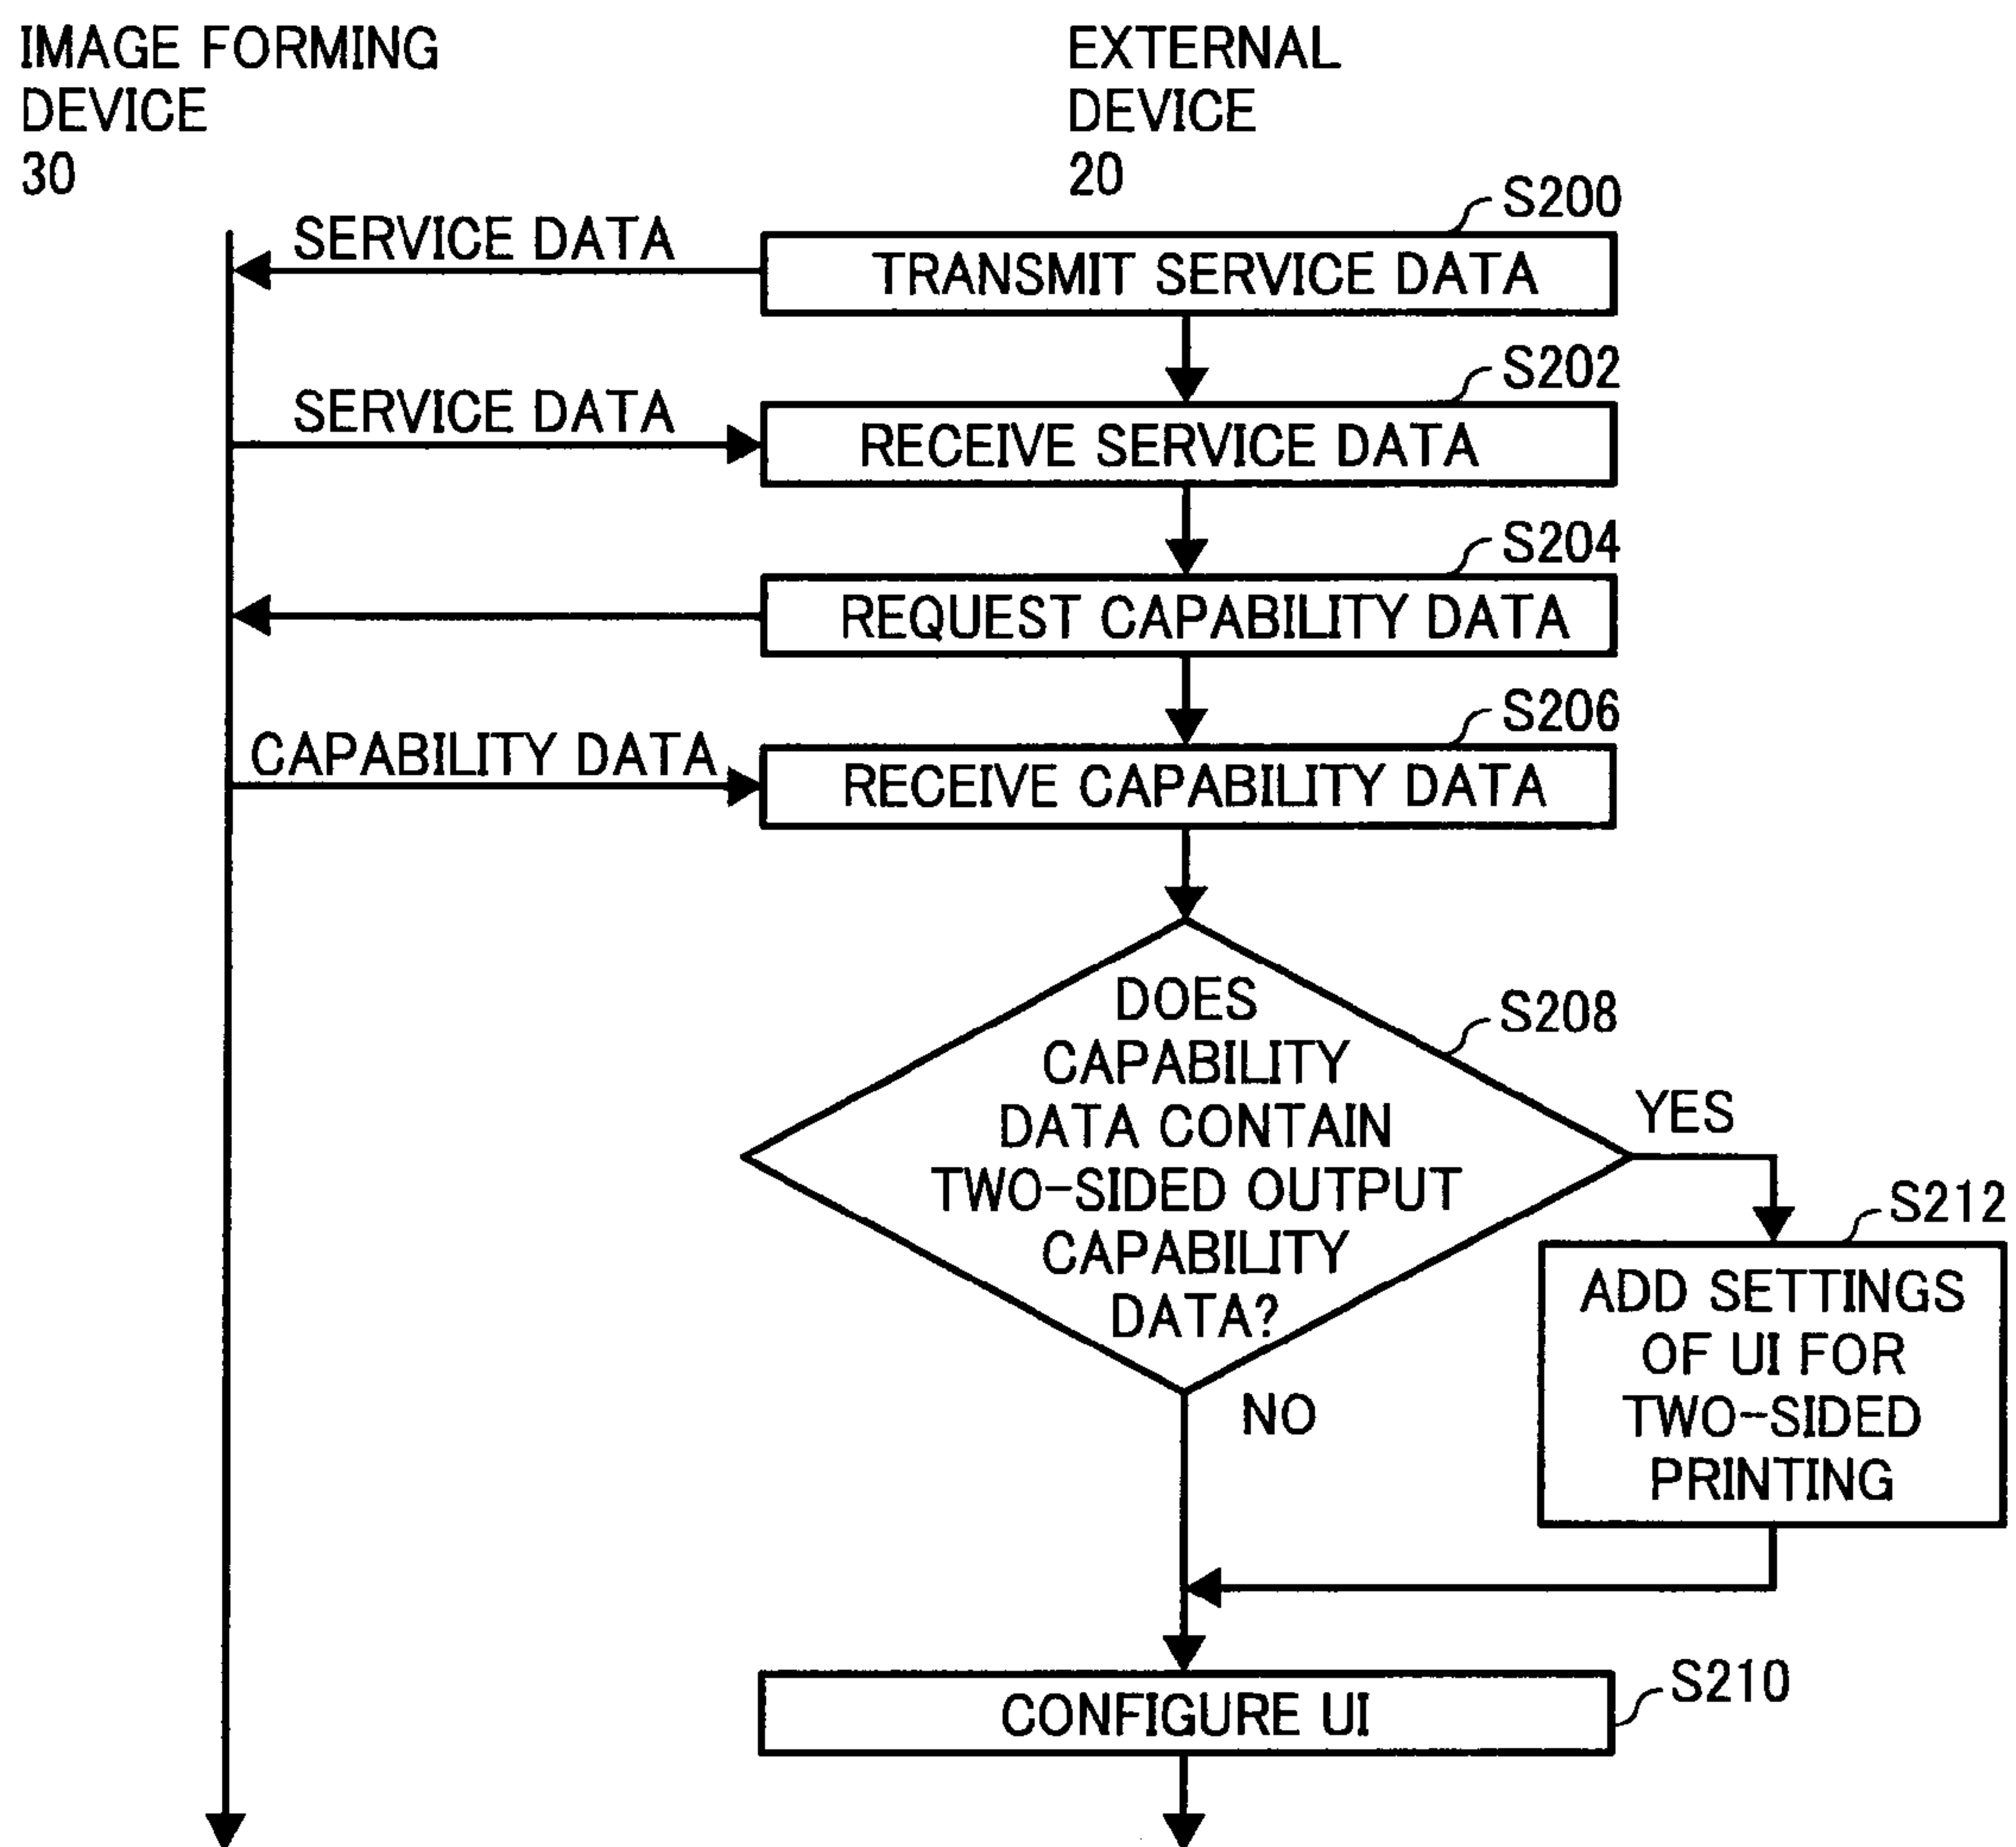 IMAGE FORMING
DEVICE
30
EXTERNAL
DEVICE
20
S200
SERVICE DATA
TRANSMIT SERVICE DATA
S202
SERVICE DATA
RECEIVE SERVICE DATA
S204
REQUEST CAPABILITY DATA
S206
CAPABILITY DATA
RECEIVE CAPABILITY DATA
S208
DOES
CAPABILITY
DATA CONTAIN
TWO-SIDED OUTPUT
CAPABILITY
DATA?
YES
S212
ADD SETTINGS
OF UI FOR
TWO-SIDED
PRINTING
NO
S210
CONFIGURE UI